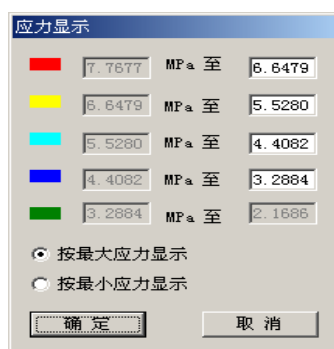 应力显示
7.7677 MPa 至 6.6479
6.6479 MPa 至 5.5280
5.5280 MPa 至 4.4082
4.4082 MPa 至 3.2884
3.2884 MPa 至 2.1686
按最大应力显示
按最小应力显示
确 定 取 消